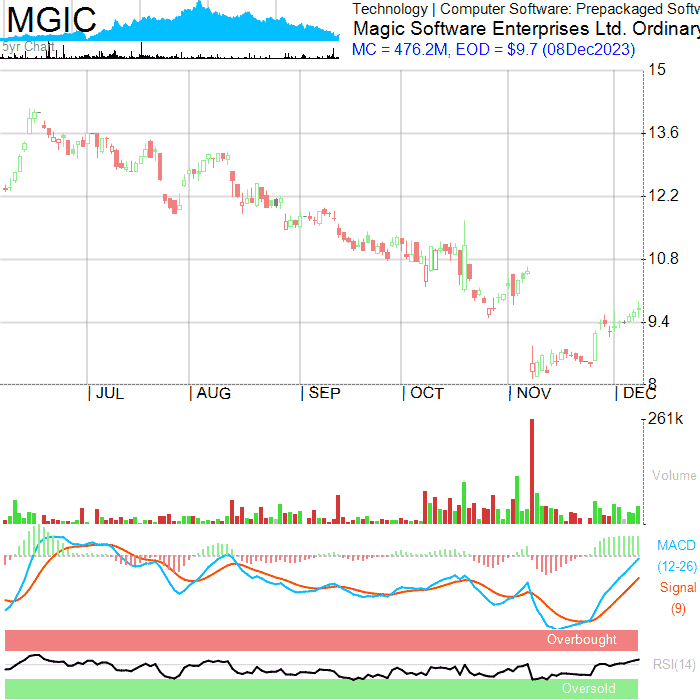 MGIC
5yr Chart
Technology | Computer Software: Prepackaged Softw
Magic Software Enterprises Ltd. Ordinary
MC = 476.2M, EOD = $9.7 (08Dec2023)
15
13.6
12.2
10.8
9.4
8
JUL AUG SEP OCT NOV DEC
261k
Volume
MACD
(12-26)
Signal
(9)
Overbought
RSI(14)
Oversold